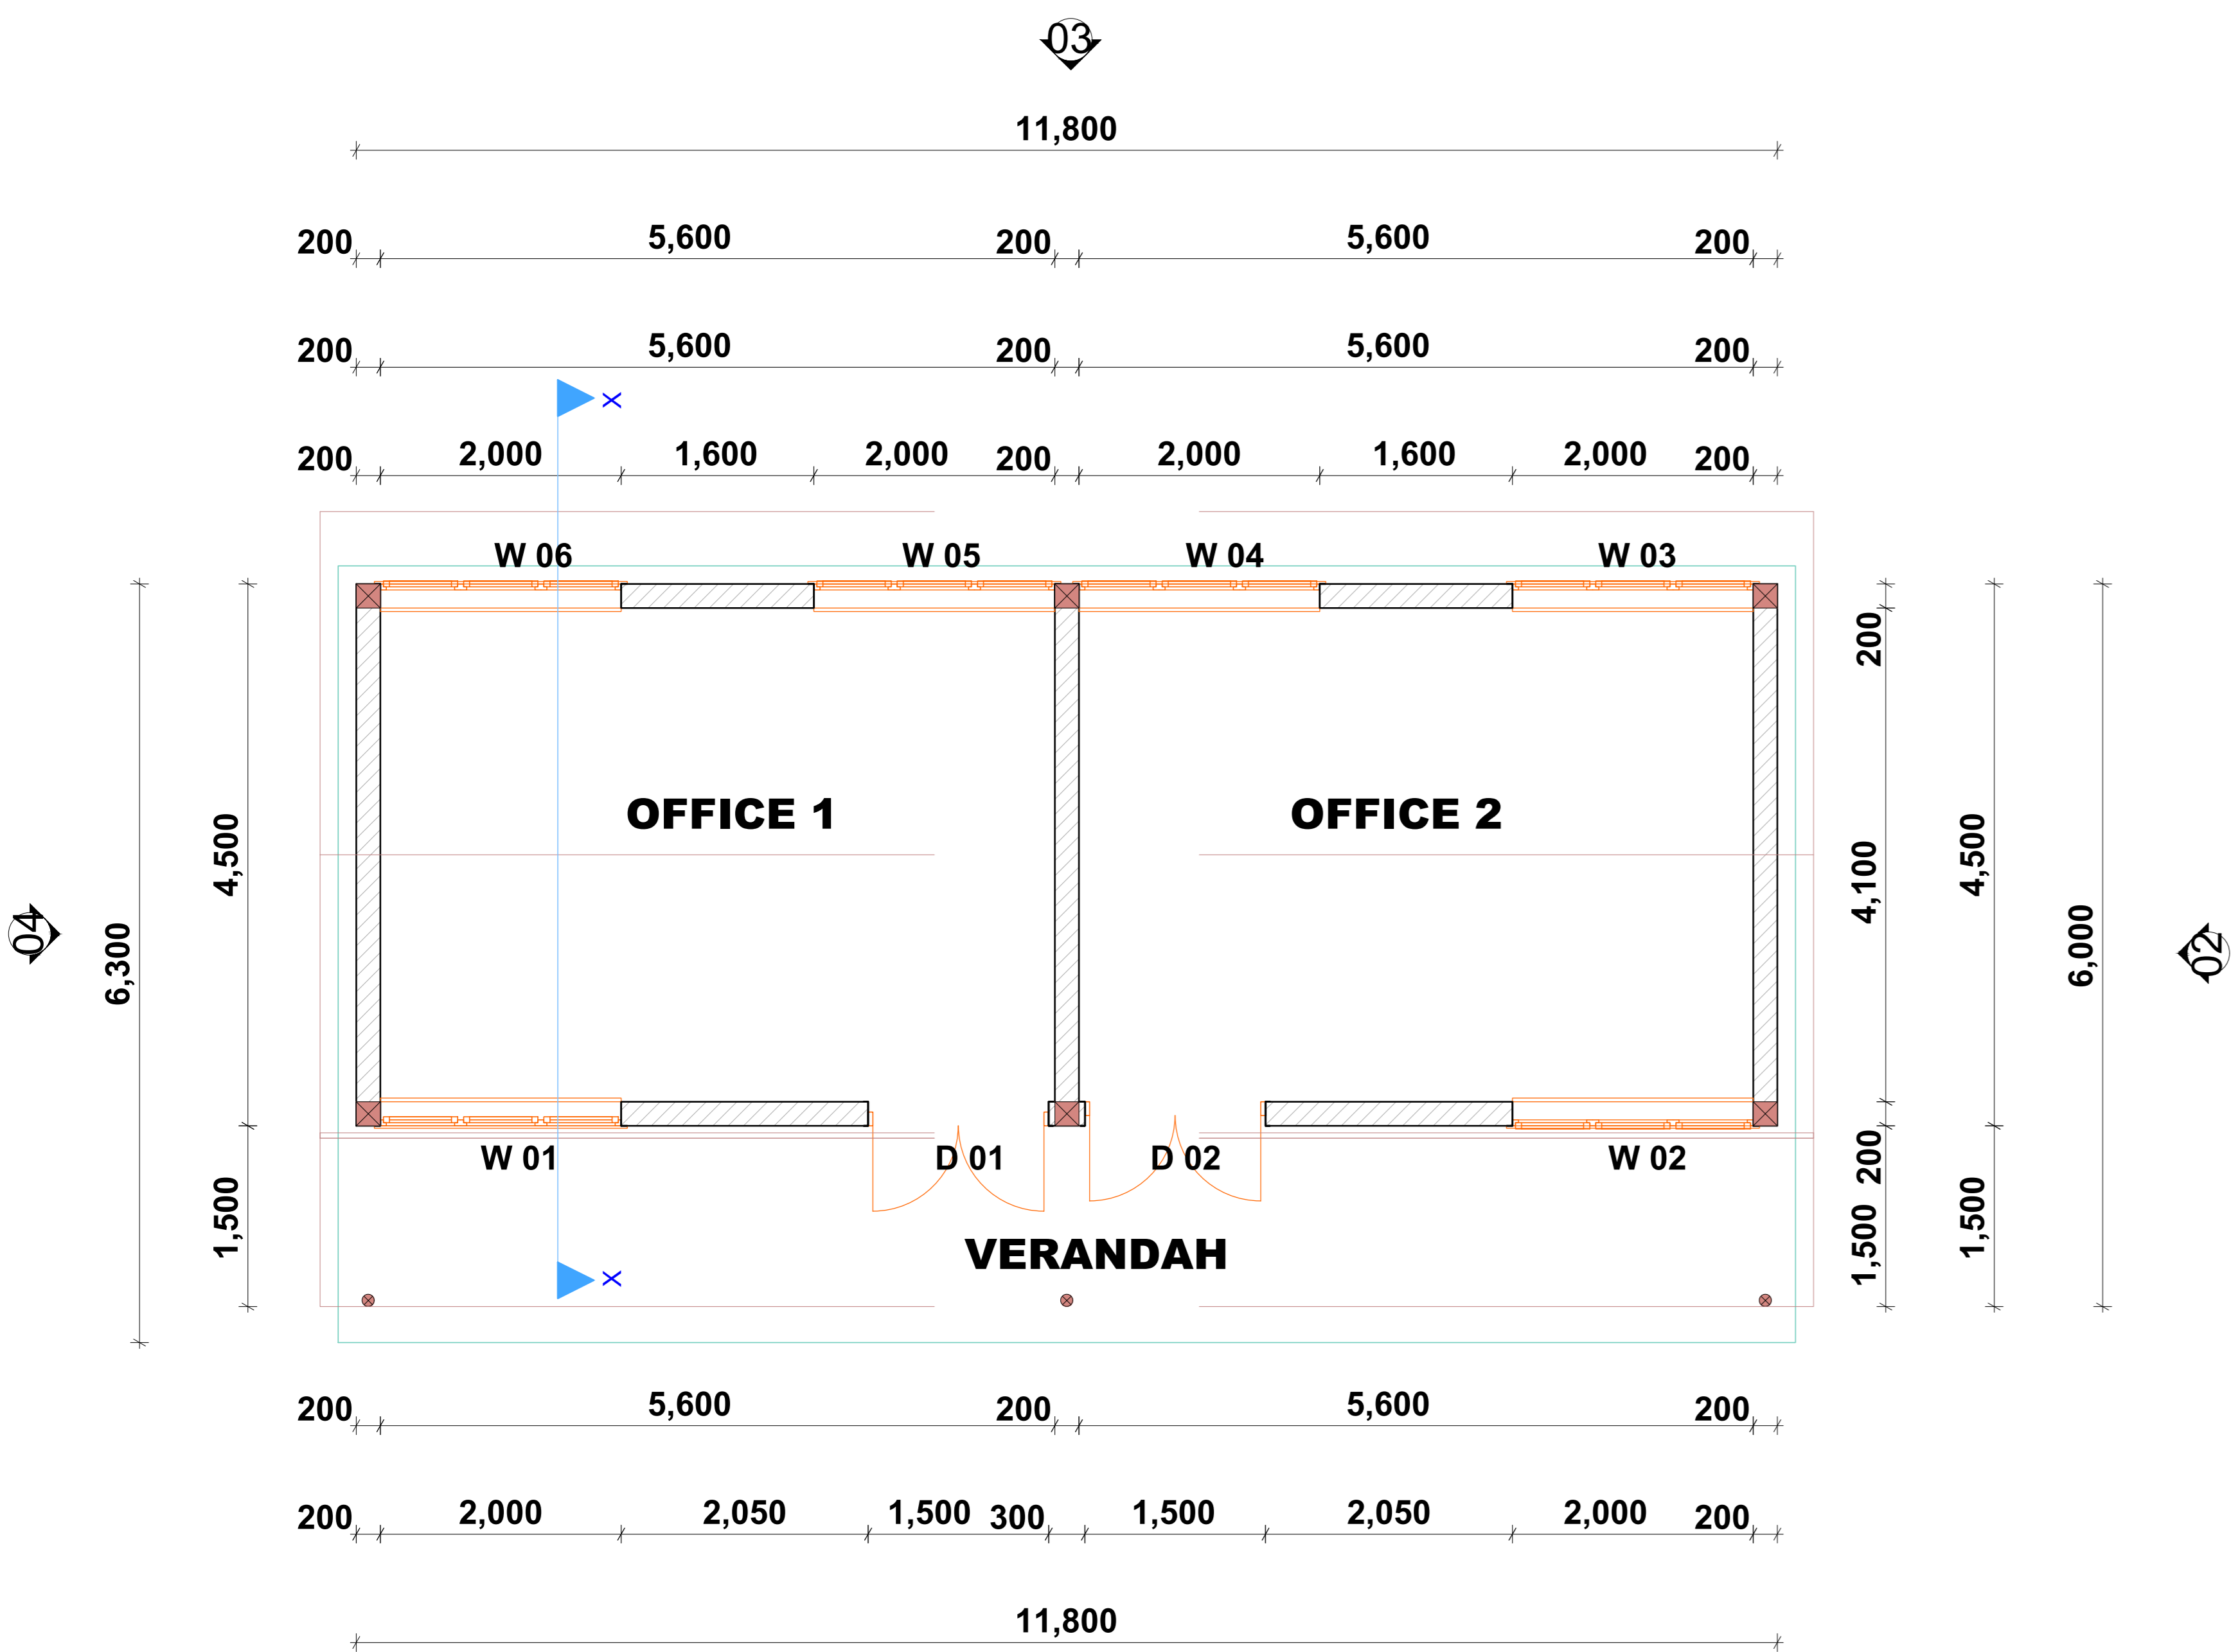 03
11,800
200 5,600 200 5,600 200
200 5,600 200 5,600 200
X
200 2,000 1,600 2,000 200 2,000 1,600 2,000 200
W 06 W 05 W 04 W 03
200
OFFICE 1 OFFICE 2
4,500 4,100 4,500
04 6,300 6,000 02
W 01 D 01 D 02 W 02
200
1,500 1,500 1,500
VERANDAH
X
200 5,600 200 5,600 200
200 2,000 2,050 1,500 300 1,500 2,050 2,000 200
11,800